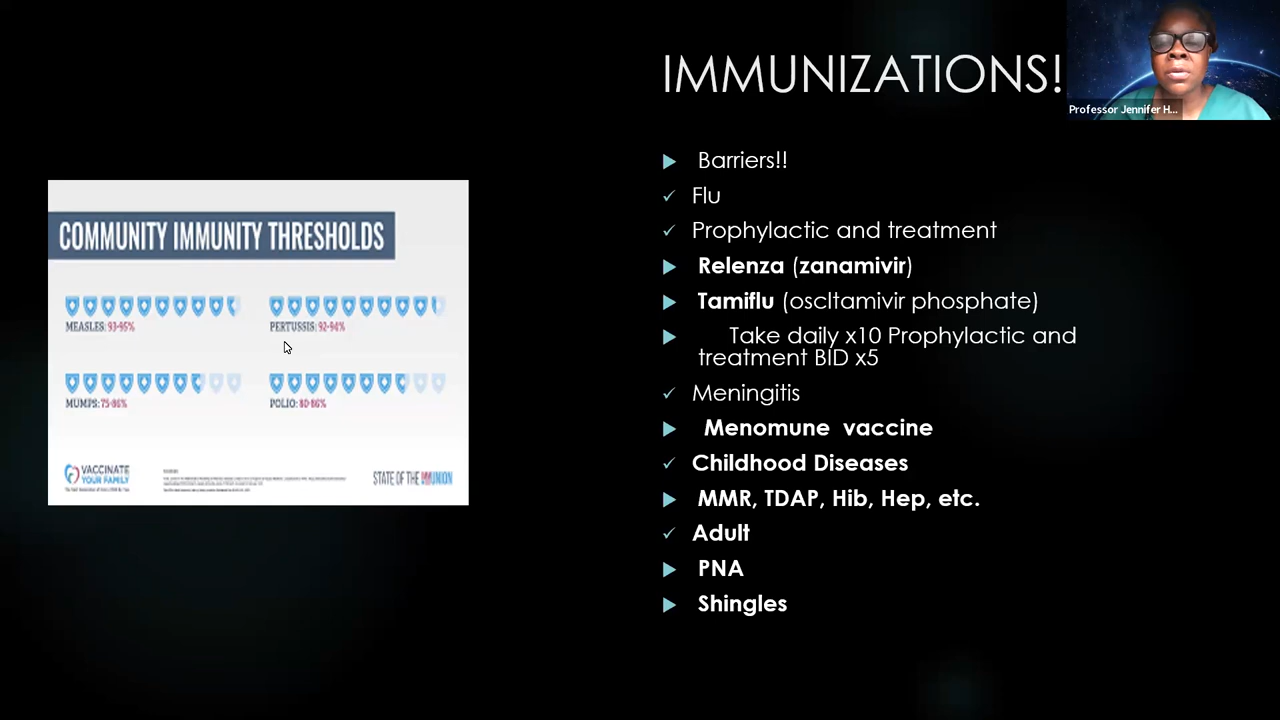 IMMUNIZATIONS!
Professor Jennifer H...
Barriers!!
Flu
Prophylactic and treatment
Relenza (zanamivir)
Tamiflu (oscltamivir phosphate)
Take daily x10 Prophylactic and
treatment BID x5
Meningitis
Menomune vaccine
Childhood Diseases
MMR, TDAP, Hib, Hep, etc.
Adult
PNA
Shingles
COMMUNITY IMMUNITY THRESHOLDS
MEASLES: 93-95%
PERTUSSIS: 92-94%
MUMPS: 75-86%
POLIO: 80-86%
VACCINATE
YOUR FAMILY
STATE OF THE IMMUNION